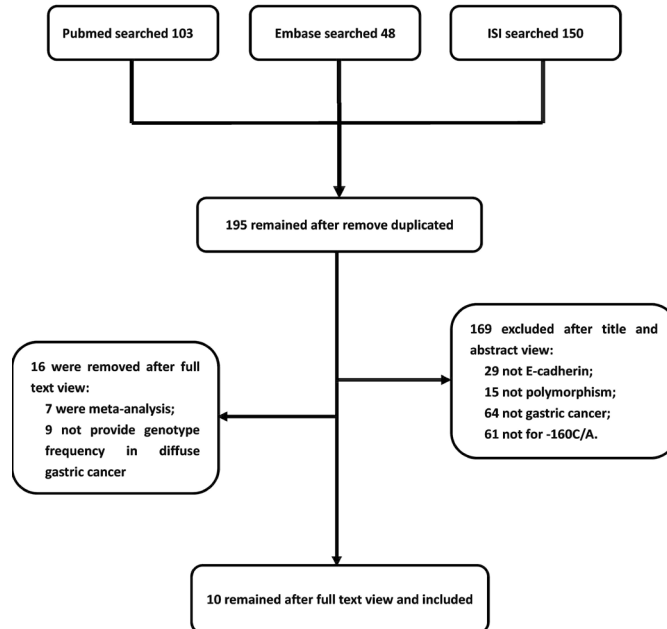 Pubmed searched 103
Embase searched 48
ISI searched 150
195 remained after remove duplicated
169 excluded after title and
abstract view:
29 not E-cadherin;
15 not polymorphism;
64 not gastric cancer;
61 not for -160C/A.
16 were removed after full
text view:
7 were meta-analysis;
9 not provide genotype
frequency in diffuse
gastric cancer
10 remained after full text view and included